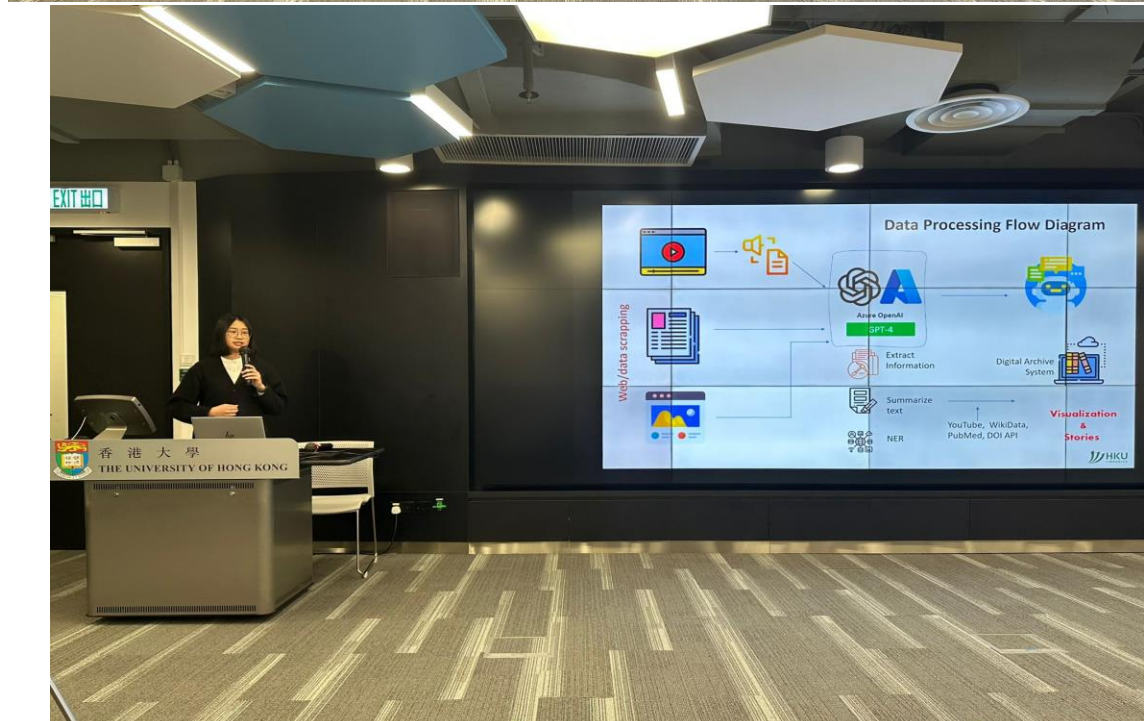 EXIT 出口
Data Processing Flow Diagram
Web/data scrapping
Azure OpenAI
GPT-4
Extract
Information
Summarize
text
NER
YouTube, WikiData,
PubMed, DOI API
Digital Archive
System
Visualization
&
Stories
HKU
香港大學
THE UNIVERSITY OF HONG KONG
hp